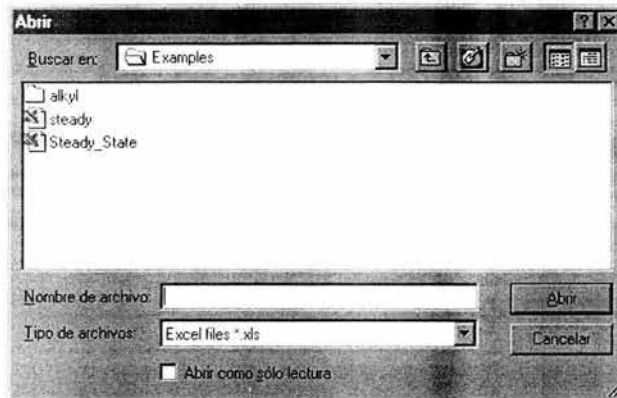 Abrir
Buscar en: Examples
alkyl
steady
Steady_State
Nombre de archivo: Abrir
Tipo de archivos: Excel files *.xls Cancelar
Abrir como sólo lectura